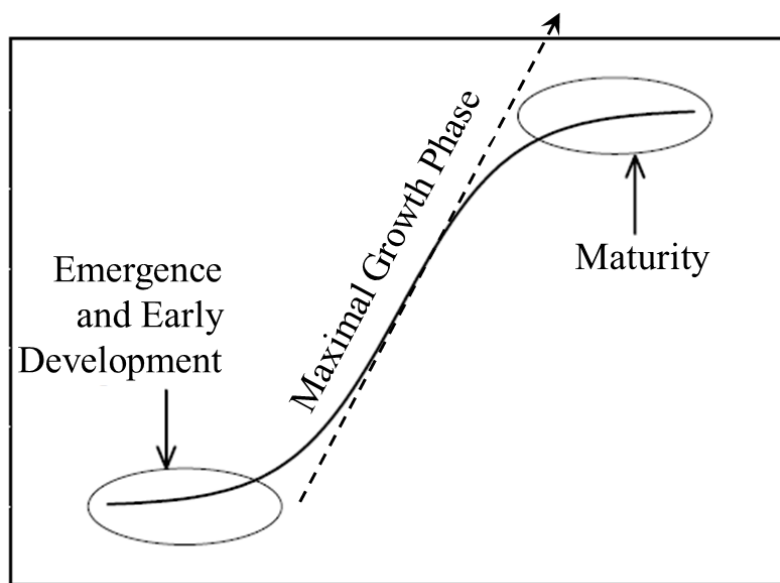 Maximal Growth Phase
Maturity
Emergence
and Early
Development